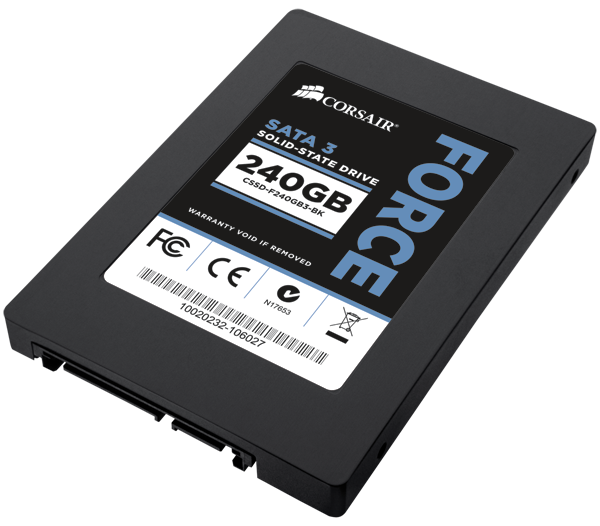 CORSAIR®
SATA 3
SOLID-STATE DRIVE
240GB
CSSD-F240GB3-BK
FORCE
WARRANTY VOID IF REMOVED
FC CE
N17653
10020232-106027